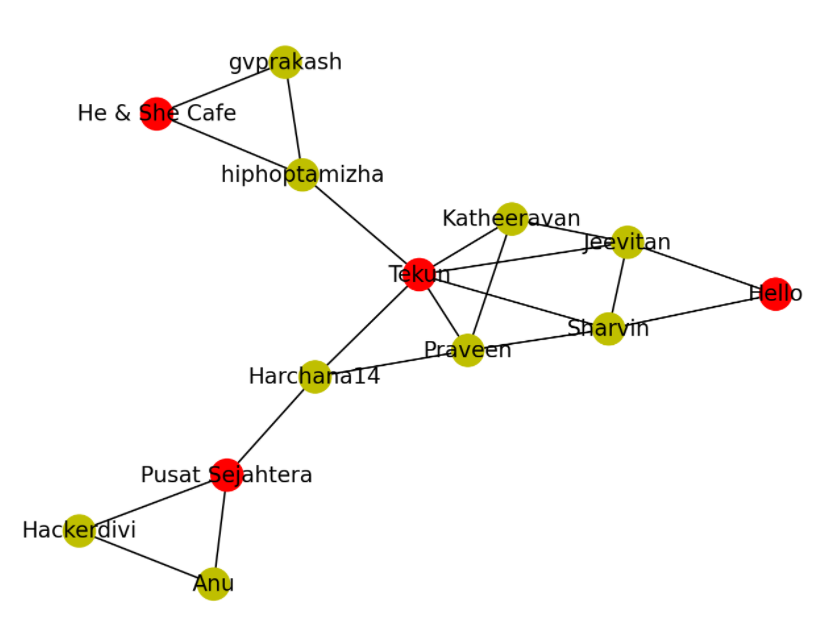 gvprakash
He & She Cafe
hiphoptamizha
Katheeravan
Jeevitan
Tekun
Hello
Sharvin
Praveen
Harchana14
Pusat Sejahtera
Hackerdivi
Anu